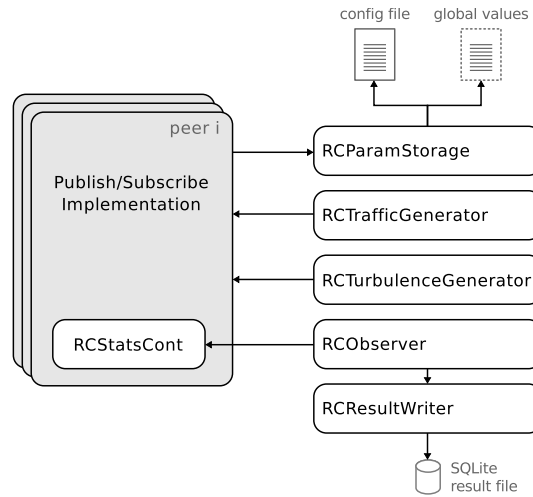 config file
global values
peer i
RCParamStorage
Publish/Subscribe
Implementation
RCTrafficGenerator
RCTurbulenceGenerator
RCStatsCont
RCObserver
RCResultWriter
SQLite
result file